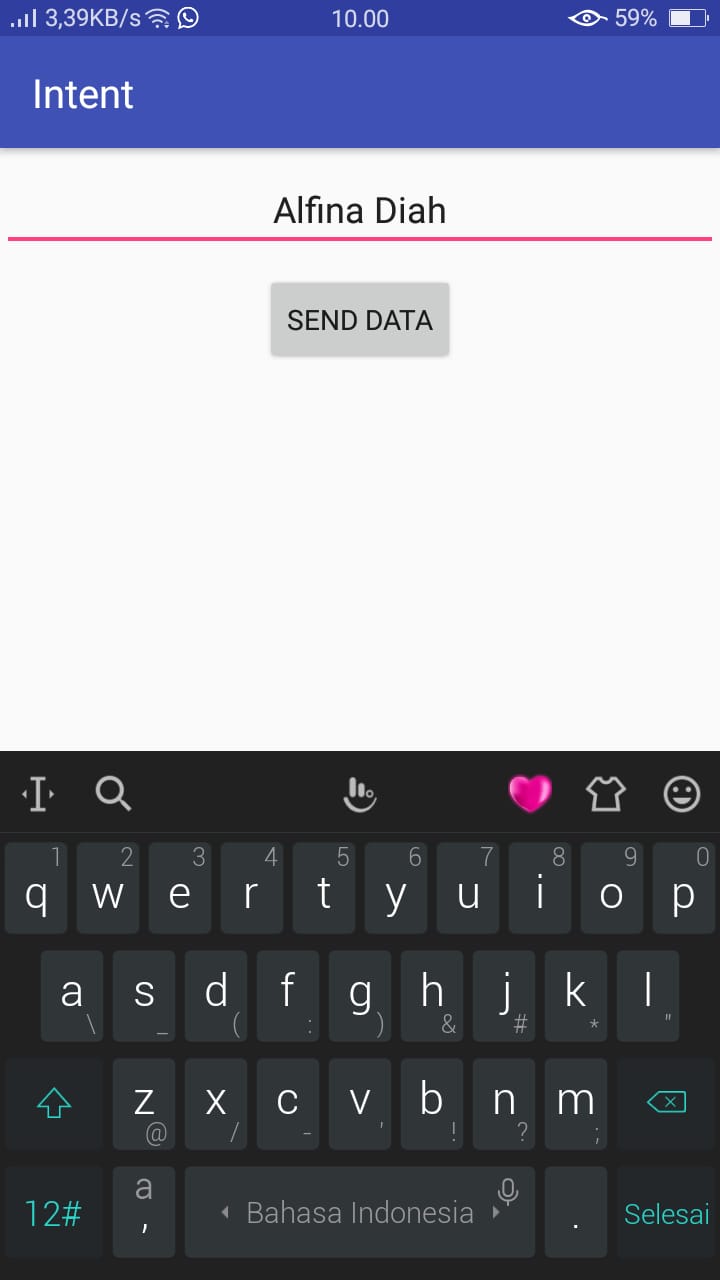 3,39KB/s 10.00 59%
Intent
Alfina Diah
SEND DATA
1 2 3 4 5 6 7 8 9 0
q w e r t y u i o p
a s d f g h j k l
\ _ ( : ) & # * "
z x c v b n m
@ / - ' ! ? ;
12# a , Bahasa Indonesia . Selesai